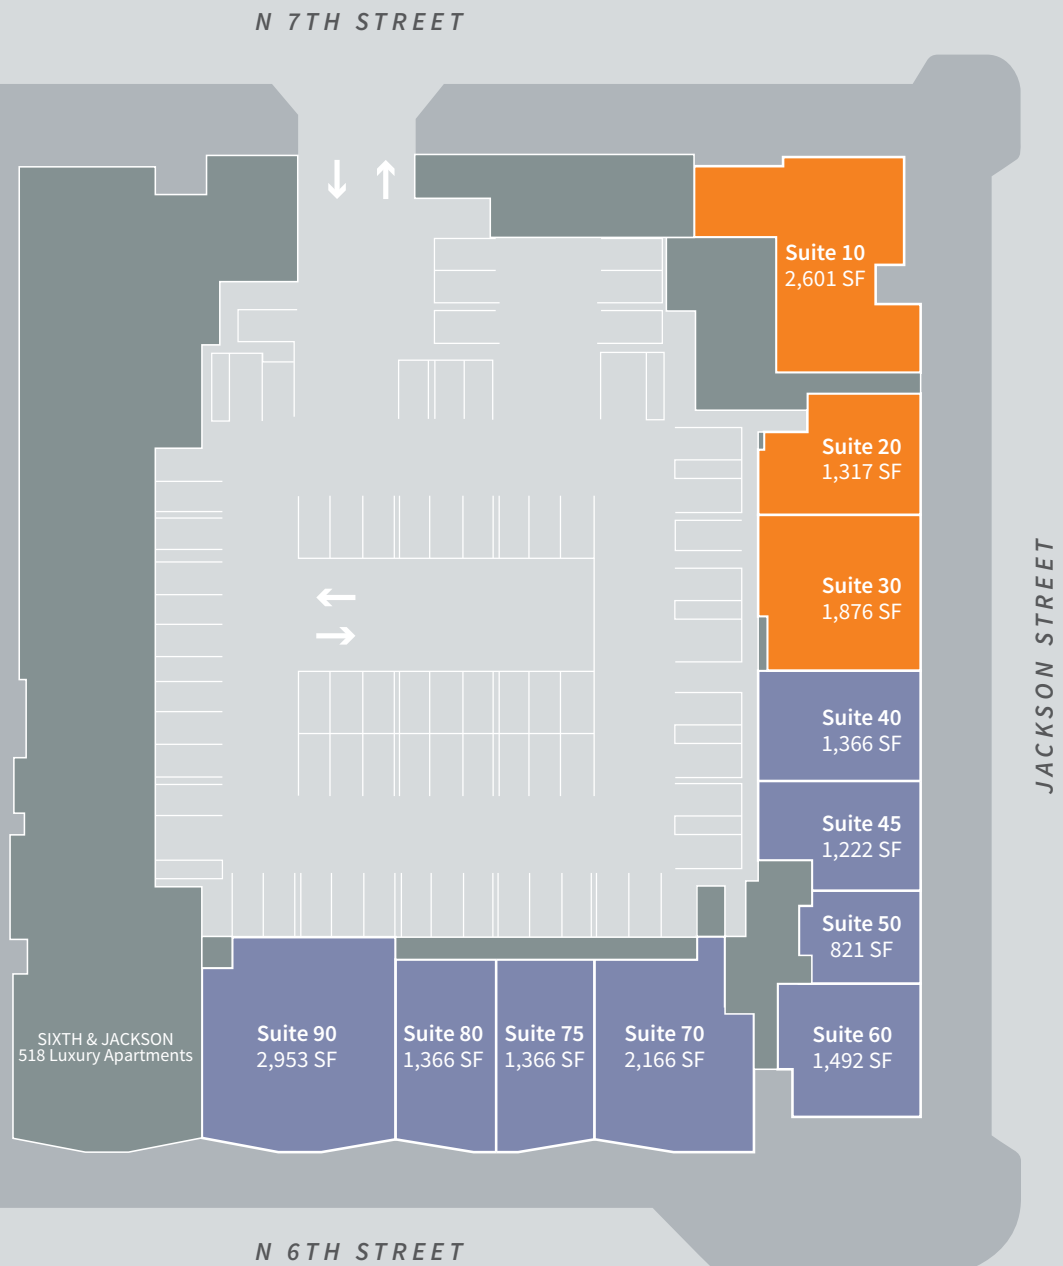 N 7TH STREET
Suite 10
2,601 SF
Suite 20
1,317 SF
Suite 30
1,876 SF
JACKSON STREET
Suite 40
1,366 SF
Suite 45
1,222 SF
Suite 50
821 SF
Suite 60
1,492 SF
SIXTH & JACKSON
518 Luxury Apartments
Suite 90
2,953 SF
Suite 80
1,366 SF
Suite 75
1,366 SF
Suite 70
2,166 SF
N 6TH STREET